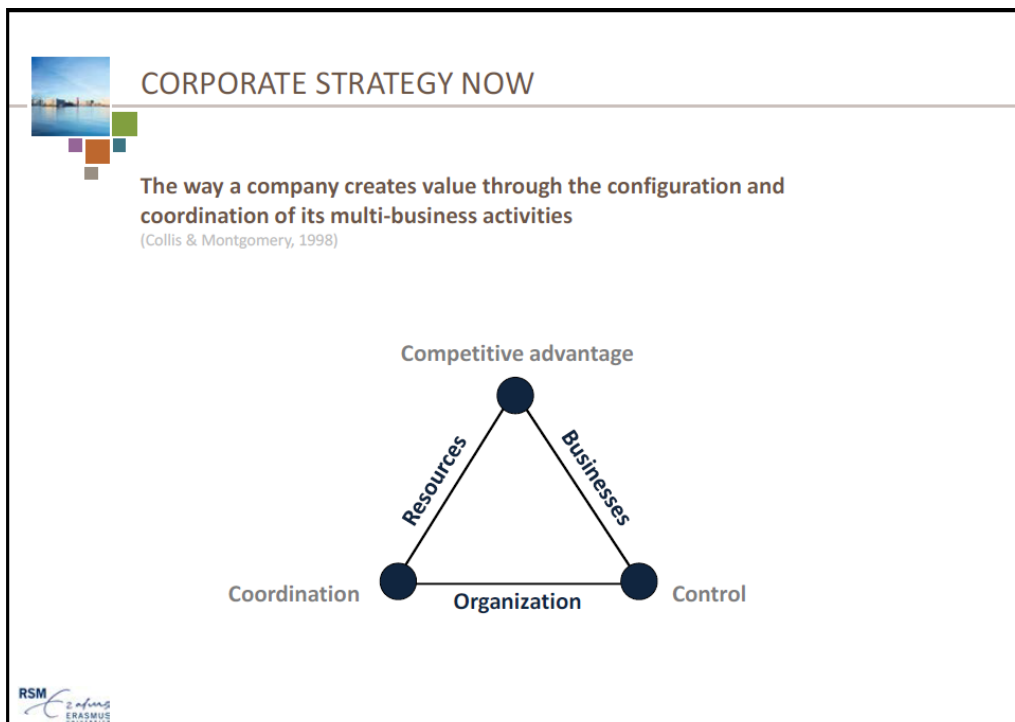 CORPORATE STRATEGY NOW
The way a company creates value through the configuration and
coordination of its multi-business activities
(Collis & Montgomery, 1998)
Competitive advantage
Resources
Businesses
Coordination
Organization
Control
RSM
Erasmus
ERASMUS